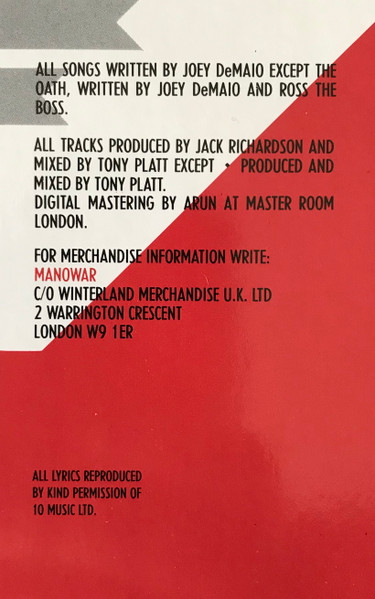 ALL SONGS WRITTEN BY JOEY DeMAIO EXCEPT THE
OATH, WRITTEN BY JOEY DeMAIO AND ROSS THE
BOSS.
ALL TRACKS PRODUCED BY JACK RICHARDSON AND
MIXED BY TONY PLATT EXCEPT • PRODUCED AND
MIXED BY TONY PLATT.
DIGITAL MASTERING BY ARUN AT MASTER ROOM
LONDON.
FOR MERCHANDISE INFORMATION WRITE:
MANOWAR
C/O WINTERLAND MERCHANDISE U.K. LTD
2 WARRINGTON CRESCENT
LONDON W9 1ER
ALL LYRICS REPRODUCED
BY KIND PERMISSION OF
10 MUSIC LTD.